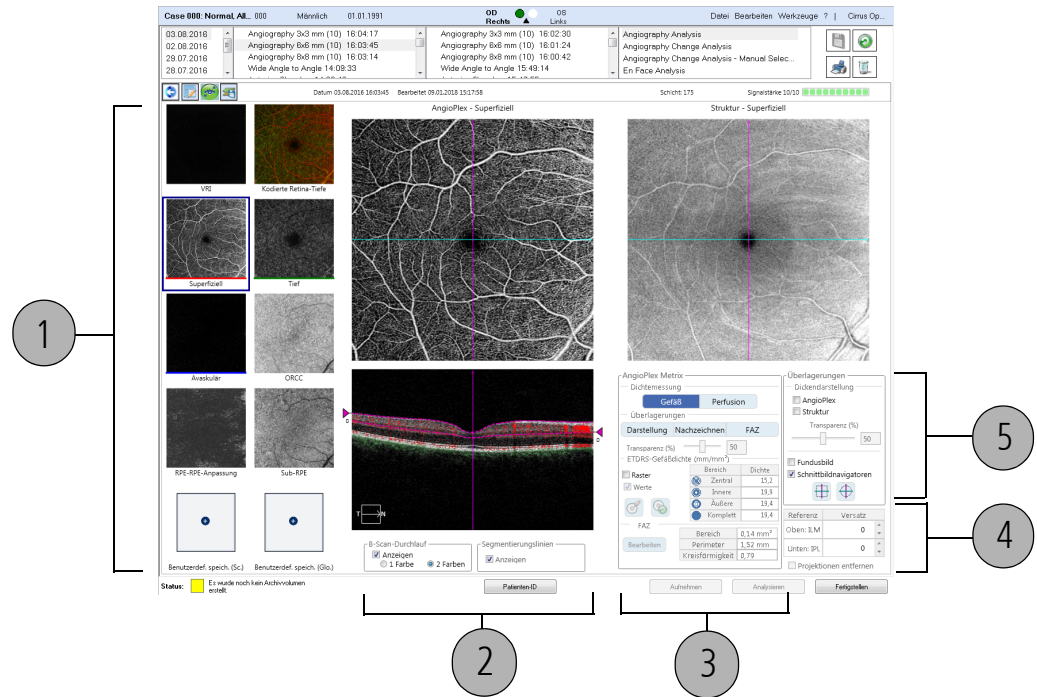 Case 000: Normal, All... 000 Männlich 01.01.1991 OD Rechts OS Links Datei Bearbeiten Werkzeuge ? | Cirrus Op...
03.08.2016
02.08.2016
29.07.2016
28.07.2016
Angiography 3x3 mm (10) 16:04:17
Angiography 6x6 mm (10) 16:03:45
Angiography 8x8 mm (10) 16:03:14
Wide Angle to Angle 14:09:33
Angiography 3x3 mm (10) 16:02:30
Angiography 6x6 mm (10) 16:01:24
Angiography 8x8 mm (10) 16:00:42
Wide Angle to Angle 15:49:14
Angiography Analysis
Angiography Change Analysis
Angiography Change Analysis - Manual Selec...
En Face Analysis
Datum 03.08.2016 16:03:45 Bearbeitet 09.01.2018 15:17:58 Schicht: 175 Signalstärke 10/10
VRI
Kodierte Retina-Tiefe
Superfiziell
Tief
Avaskulär
ORCC
RPE-RPE-Anpassung
Sub-RPE
Benutzerdef. speich. (Sc.)
Benutzerdef. speich. (Glo.)
AngioPlex - Superfiziell
Struktur - Superfiziell
0
0
T
N
B-Scan-Durchlauf
Anzeigen
1 Farbe
2 Farben
Segmentierungslinien
Anzeigen
AngioPlex Metrix
Dichtemessung
Gefäß Perfusion
Überlagerungen
Darstellung Nachzeichnen FAZ
Transparenz (%) 50
ETDRS-Gefäßdichte (mm/mm²)
Raster
Werte
Bereich Dichte
Zentral 15,2
Innere 19,9
Äußere 19,4
Komplett 19,4
FAZ
Bearbeiten
Bereich 0,14 mm²
Perimeter 1,52 mm
Kreisförmigkeit 0,79
Überlagerungen
Dickendarstellung
AngioPlex
Struktur
Transparenz (%)
50
Fundusbild
Schnittbildnavigatoren
Referenz Versatz
Oben: ILM 0
Unten: IPL 0
Projektionen entfernen
Status: Es wurde noch kein Archivvolumen
erstellt.
Patienten-ID
Aufnehmen
Analysieren
Fertigstellen
1
2
3
4
5